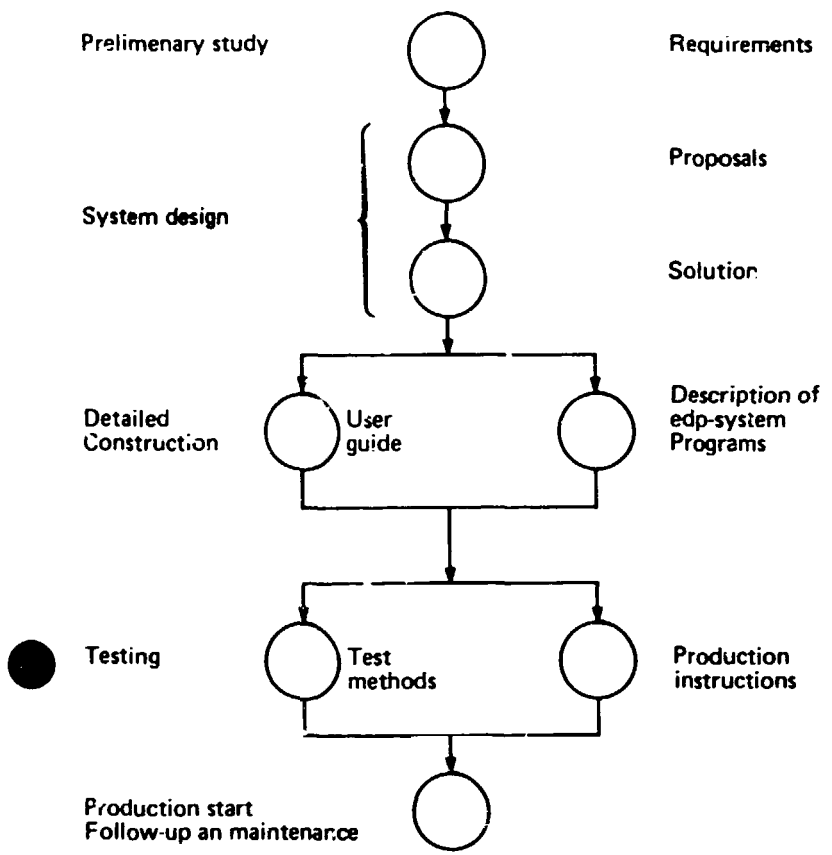 Prelimenary study
Requirements
Proposals
System design
Solution
Detailed
Construction
User
guide
Description of
edp-system
Programs
Testing
Test
methods
Production
instructions
Production start
Follow-up an maintenance